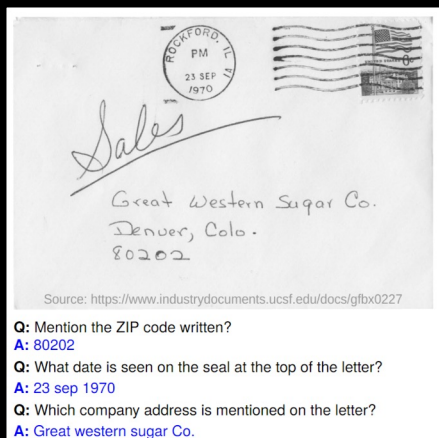 ROCKFORD, IL
PM
23 SEP
1970
Sales
Great Western Sugar Co.
Denver, Colo.
80202
Source: https://www.industrydocuments.ucsf.edu/docs/gfbx0227
Q: Mention the ZIP code written?
A: 80202
Q: What date is seen on the seal at the top of the letter?
A: 23 sep 1970
Q: Which company address is mentioned on the letter?
A: Great western sugar Co.